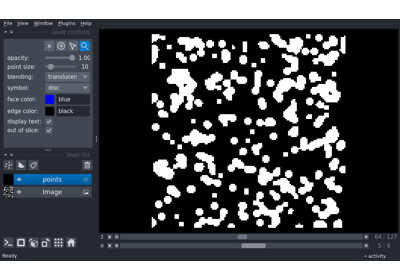 File View Window Plugins Help
layer controls
opacity: 1.00
point size: 10
blending: translucen
symbol: disc
face color: blue
edge color: black
display text:
out of slice:
layer list
points
Image
2 64 127
0 5 9
Ready activity